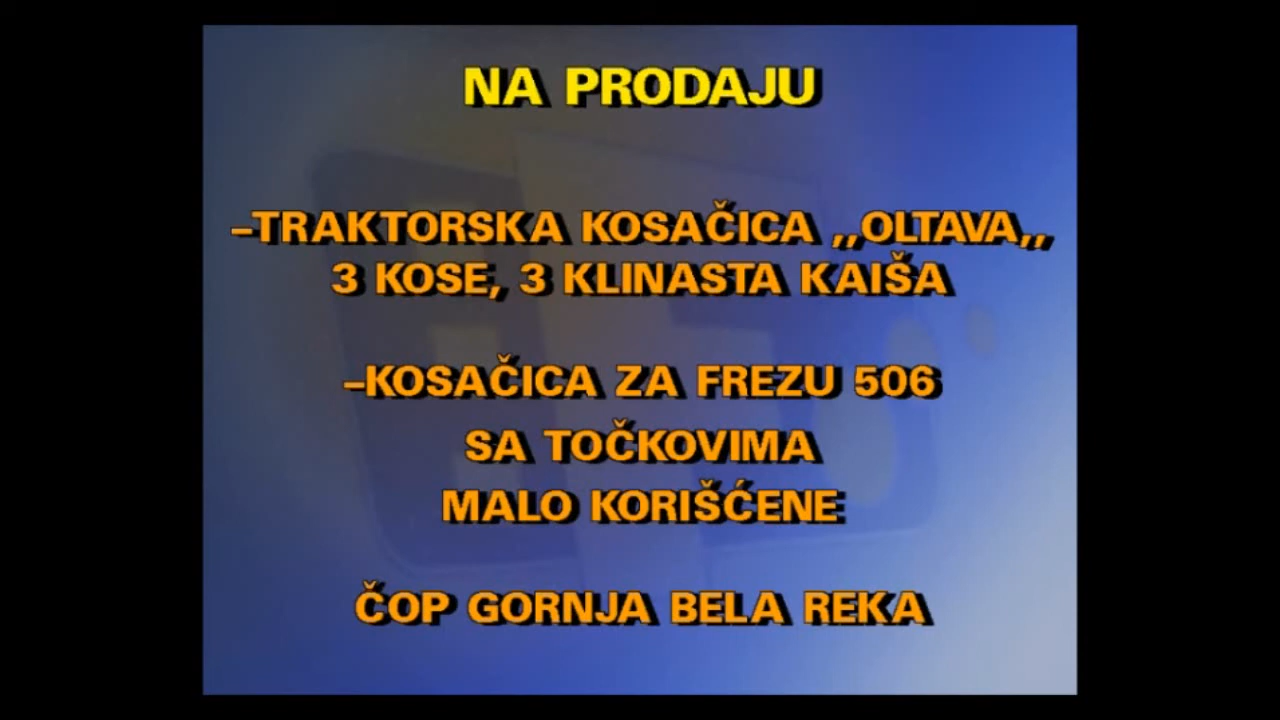 NA PRODAJU
–TRAKTORSKA KOSAČICA ,,OLTAVA,,
3 KOSE, 3 KLINASTA KAIŠA
–KOSAČICA ZA FREZU 506
SA TOČKOVIMA
MALO KORIŠĆENE
ČOP GORNJA BELA REKA